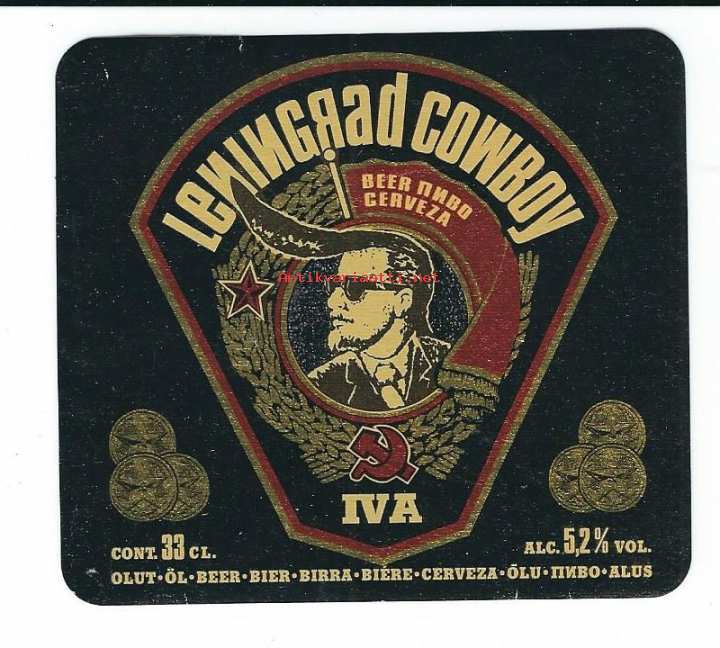 LeNINGЯad COWBOY
BEER ПИВО
CERVEZA
Antikvariaatti.net
IVA
CONT. 33 CL.
ALC. 5,2% VOL.
OLUT·ÖL·BEER·BIER·BIRRA·BIÈRE·CERVEZA·ÕLU·ПИВО·ALUS